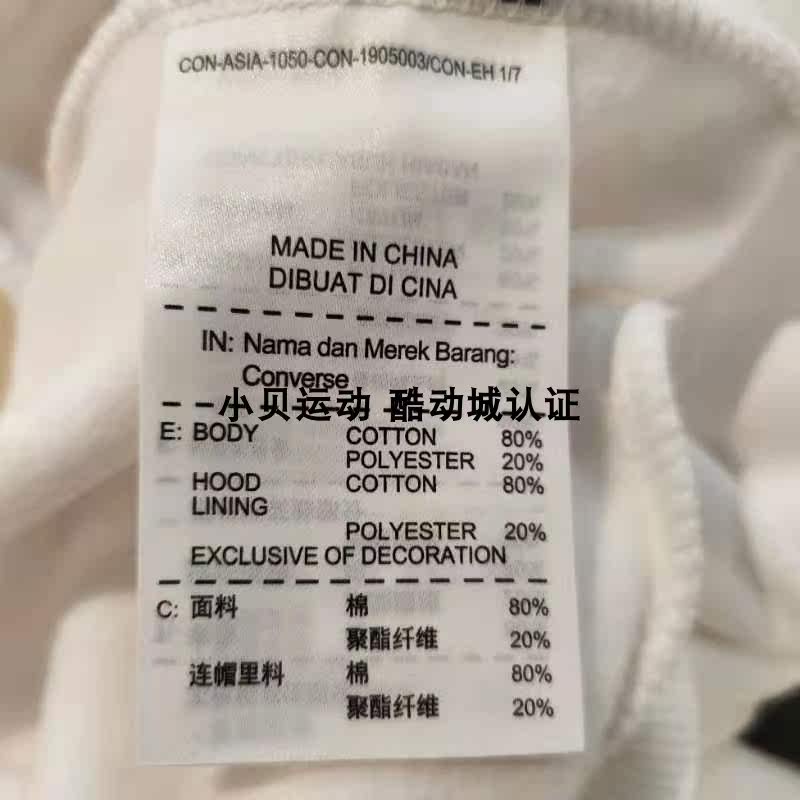 CON-ASIA-1050-CON-1905003/CON-EH 1/7
MADE IN CHINA
DIBUAT DI CINA
IN: Nama dan Merek Barang:
Converse
小贝运动 酷动城认证
E: BODY COTTON 80%
POLYESTER 20%
HOOD COTTON 80%
LINING
POLYESTER 20%
EXCLUSIVE OF DECORATION
C: 面料 棉 80%
聚酯纤维 20%
连帽里料 棉 80%
聚酯纤维 20%